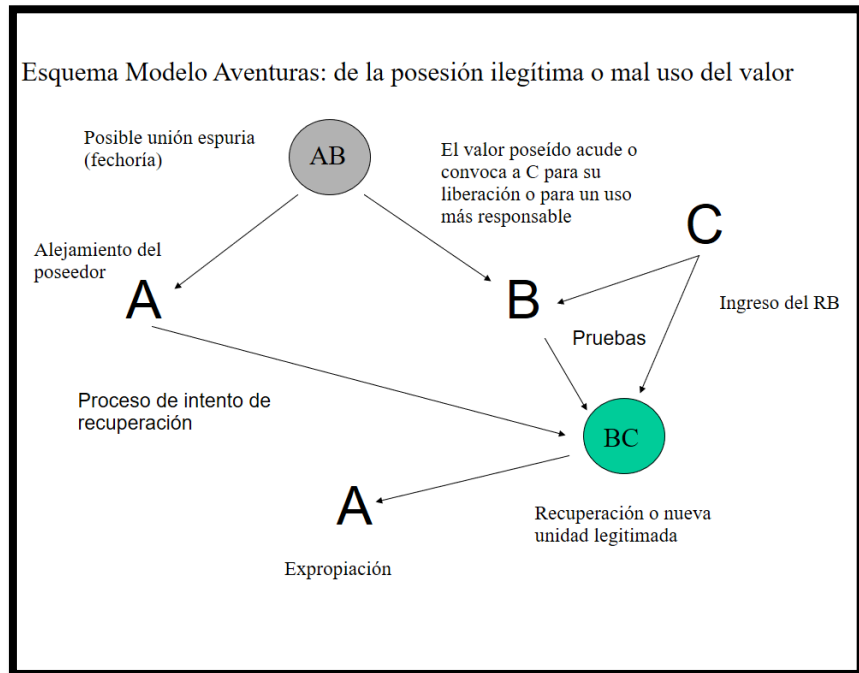 Esquema Modelo Aventuras: de la posesión ilegítima o mal uso del valor
Posible unión espuria
(fechoría)
AB
El valor poseído acude o
convoca a C para su
liberación o para un uso
más responsable
C
Alejamiento del
poseedor
A
B
Ingreso del RB
Pruebas
Proceso de intento de
recuperación
BC
A
Recuperación o nueva
unidad legitimada
Expropiación